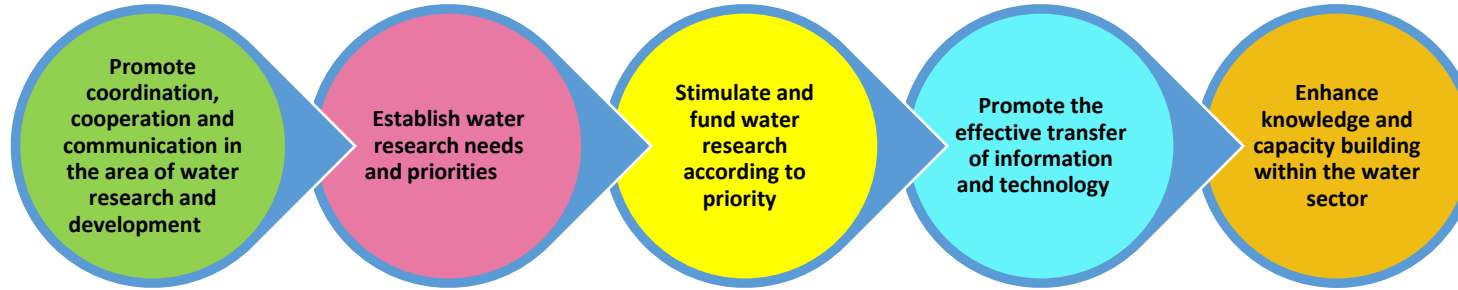 Promote
coordination,
cooperation and
communication in
the area of water
research and
development
Establish water
research needs
and priorities
Stimulate and
fund water
research
according to
priority
Promote the
effective transfer
of information
and technology
Enhance
knowledge and
capacity building
within the water
sector